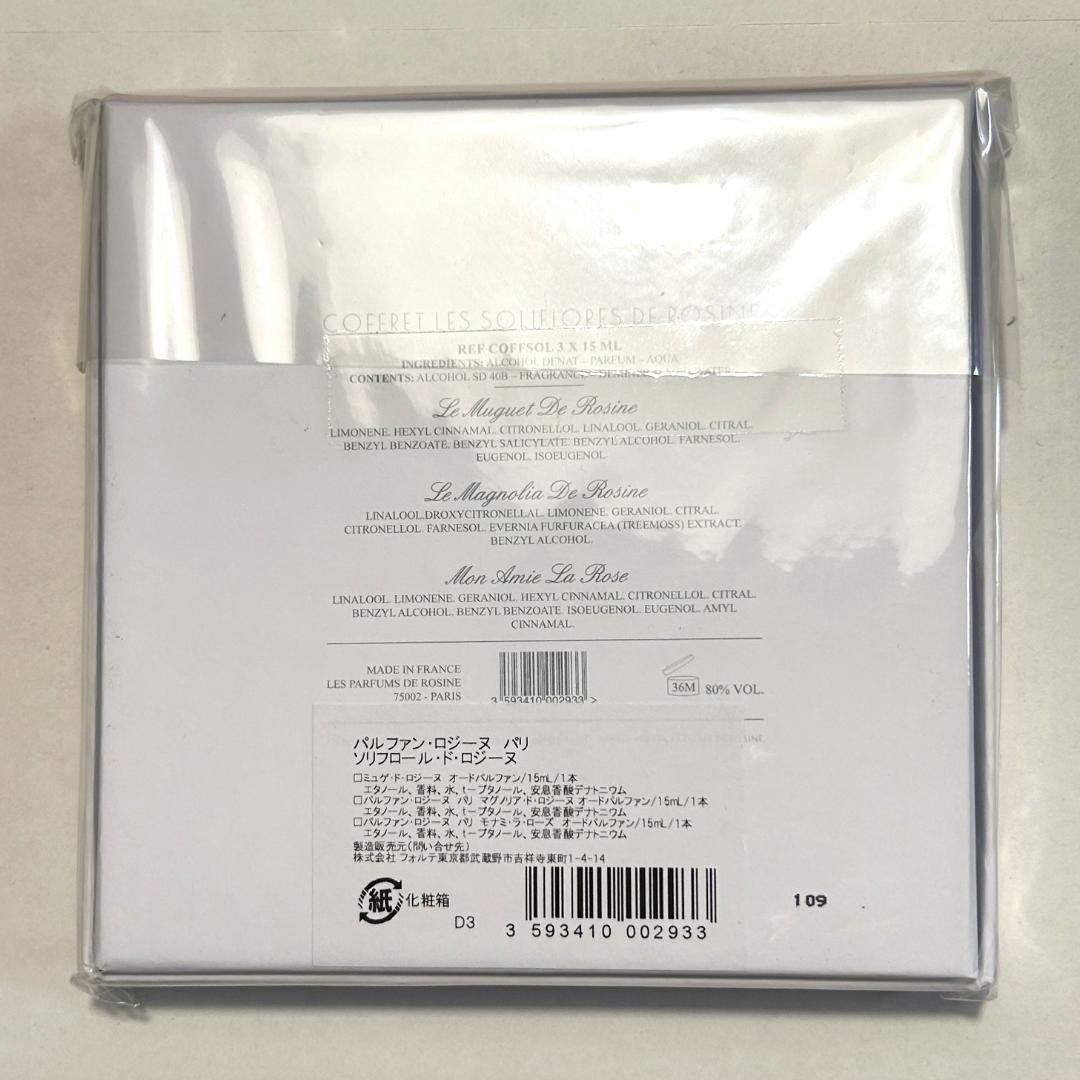 COFFRET LES SOLIFLORES DE ROSINE
REF COFFSOL 3 X 15 ML
INGREDIENTS: ALCOHOL DENAT – PARFUM – AQUA
CONTENTS: ALCOHOL SD 40B – FRAGRANCE –
Le Muguet De Rosine
LIMONENE. HEXYL CINNAMAL. CITRONELLOL. LINALOOL. GERANIOL. CITRAL.
BENZYL BENZOATE. BENZYL SALICYLATE. BENZYL ALCOHOL. FARNESOL.
EUGENOL. ISOEUGENOL
Le Magnolia De Rosine
LINALOOL.DROXYCITRONELLAL. LIMONENE. GERANIOL. CITRAL.
CITRONELLOL. FARNESOL. EVERNIA FURFURACEA (TREEMOSS) EXTRACT.
BENZYL ALCOHOL.
Mon Amie La Rose
LINALOOL. LIMONENE. GERANIOL. HEXYL CINNAMAL. CITRONELLOL. CITRAL.
BENZYL ALCOHOL. BENZYL BENZOATE. ISOEUGENOL. EUGENOL. AMYL
CINNAMAL.
MADE IN FRANCE
LES PARFUMS DE ROSINE
75002 - PARIS
3 593410 002933 >
36M 80% VOL.
パルファン・ロジーヌ パリ
ソリフロール・ド・ロジーヌ
□ミュゲ・ド・ロジーヌ オードパルファン/15mL/1本
エタノール、香料、水、t-ブタノール、安息香酸デナトニウム
□パルファン・ロジーヌ パリ マグノリア・ド・ロジーヌ オードパルファン/15mL/1本
エタノール、香料、水、t-ブタノール、安息香酸デナトニウム
□パルファン・ロジーヌ パリ モナミ・ラ・ローズ オードパルファン/15mL/1本
エタノール、香料、水、t-ブタノール、安息香酸デナトニウム
製造販売元(問い合せ先)
株式会社 フォルテ東京都武蔵野市吉祥寺東町1-4-14
紙 化粧箱
D3
3 593410 002933
109